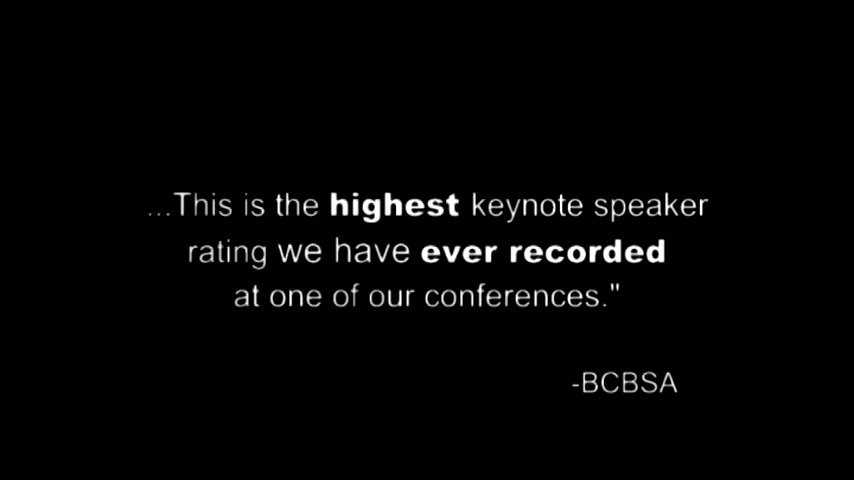 ...This is the highest keynote speaker
rating we have ever recorded
at one of our conferences."
-BCBSA